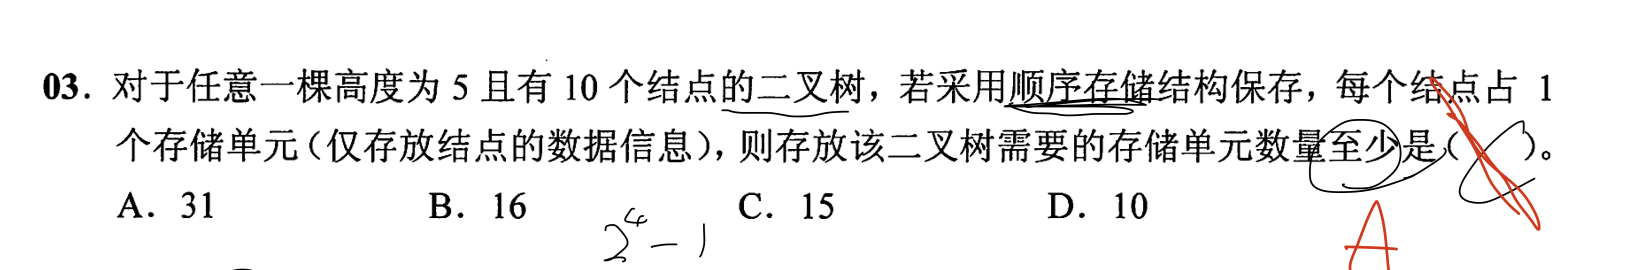 03. 对于任意一棵高度为 5 且有 10 个结点的二叉树，若采用顺序存储结构保存，每个结点占 1
个存储单元（仅存放结点的数据信息），则存放该二叉树需要的存储单元数量至少是（ C ）。
A. 31 B. 16 C. 15 D. 10
2⁴-1 A